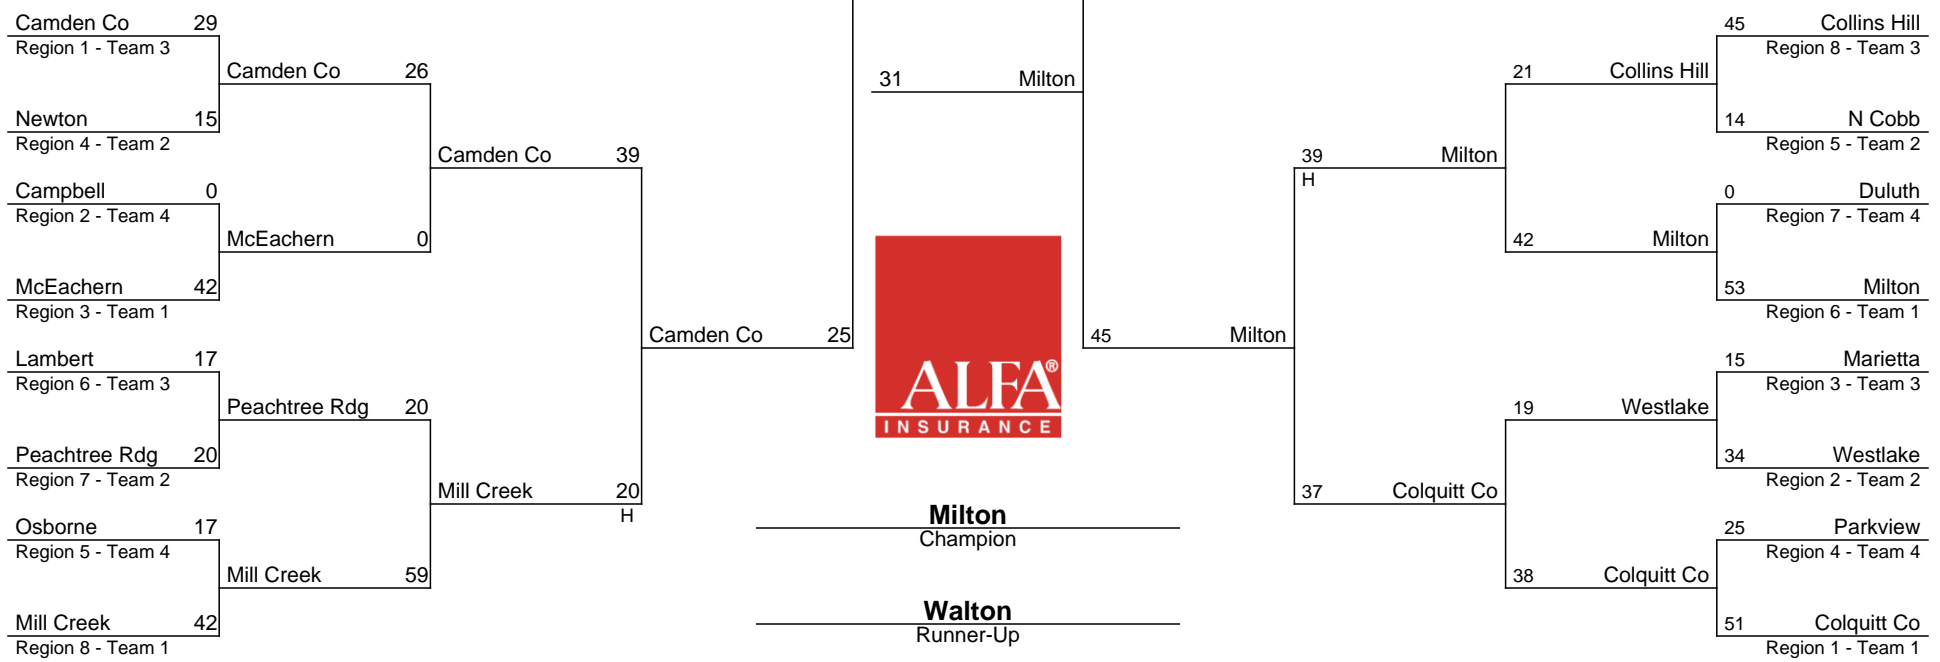 Camden Co 29
Region 1 - Team 3
Camden Co 26
Newton 15
Region 4 - Team 2
Camden Co 39
Campbell 0
Region 2 - Team 4
McEachern 0
McEachern 42
Region 3 - Team 1
Camden Co 25
Lambert 17
Region 6 - Team 3
Peachtree Rdg 20
Peachtree Rdg 20
Region 7 - Team 2
Mill Creek 20
H
Osborne 17
Region 5 - Team 4
Mill Creek 59
Mill Creek 42
Region 8 - Team 1
31 Milton
ALFA®
INSURANCE
Milton
Champion
Walton
Runner-Up
45 Collins Hill
Region 8 - Team 3
21 Collins Hill
14 N Cobb
Region 5 - Team 2
39 Milton
H
0 Duluth
Region 7 - Team 4
42 Milton
53 Milton
Region 6 - Team 1
45 Milton
15 Marietta
Region 3 - Team 3
19 Westlake
34 Westlake
Region 2 - Team 2
37 Colquitt Co
25 Parkview
Region 4 - Team 4
38 Colquitt Co
51 Colquitt Co
Region 1 - Team 1